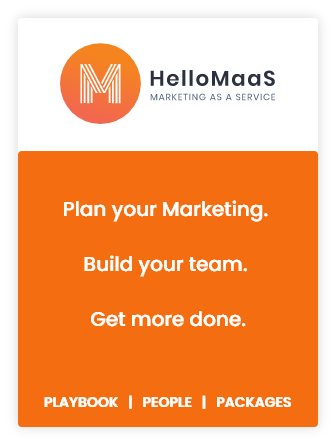 M
HelloMaaS
MARKETING AS A SERVICE
Plan your Marketing.
Build your team.
Get more done.
PLAYBOOK | PEOPLE | PACKAGES